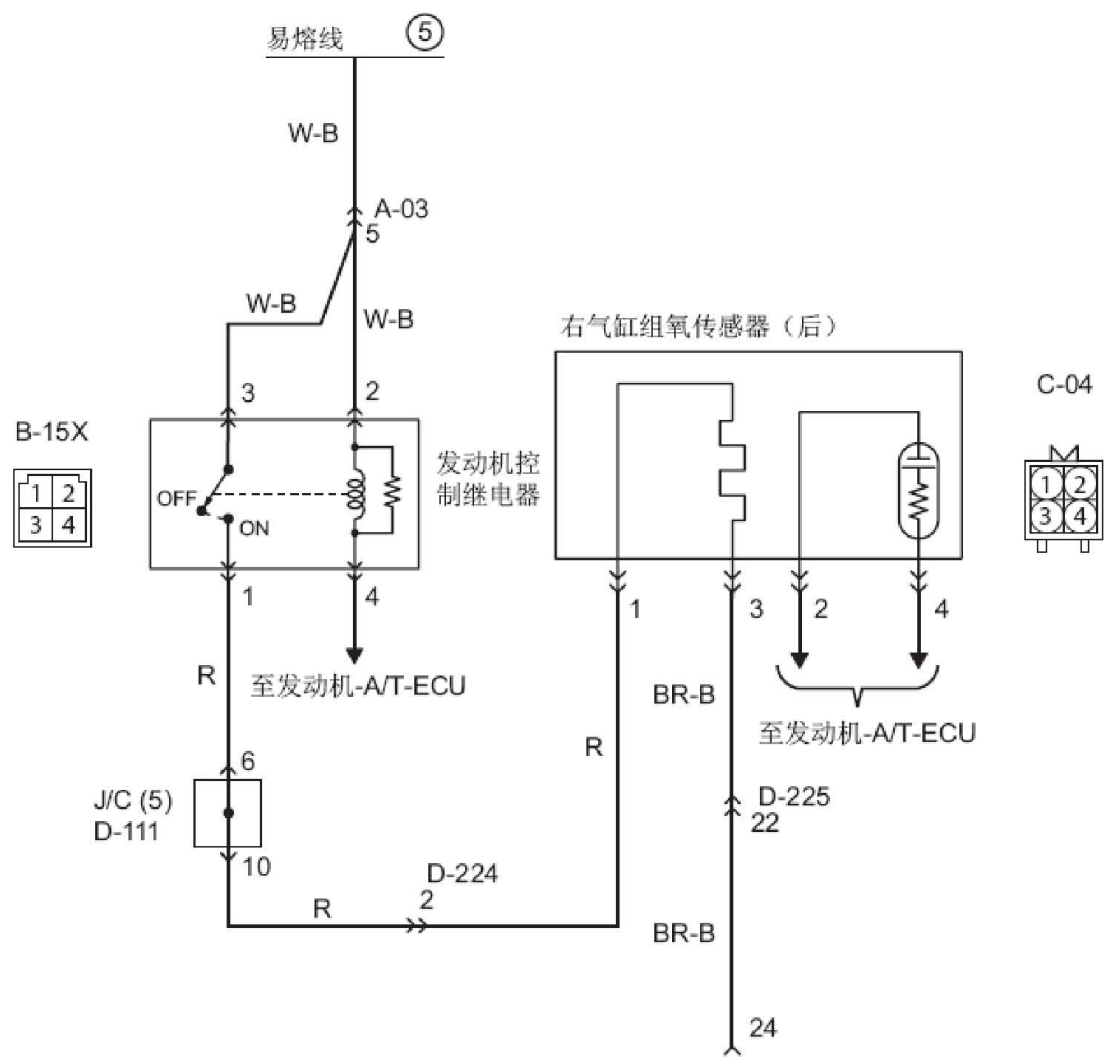 易熔线 ⑤
W-B
A-03
5
W-B
W-B
右气缸组氧传感器（后）
3
2
C-04
B-15X
发动机控
制继电器
1 2
3 4
OFF
ON
1 2
3 4
1
4
1
3
2
4
R
至发动机-A/T-ECU
BR-B
至发动机-A/T-ECU
R
6
J/C (5)
D-111
D-225
22
10
D-224
2
R
BR-B
24